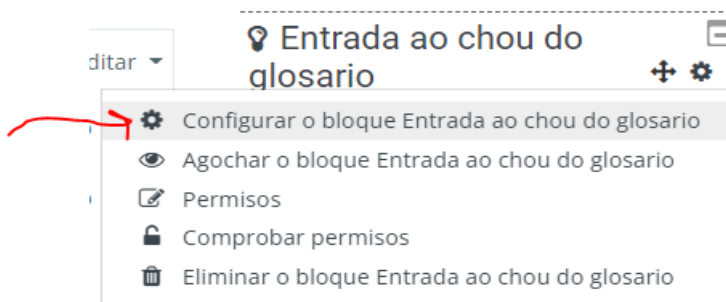 Entrada ao chou do
glosario
ditar
Configurar o bloque Entrada ao chou do glosario
Agochar o bloque Entrada ao chou do glosario
Permisos
Comprobar permisos
Eliminar o bloque Entrada ao chou do glosario